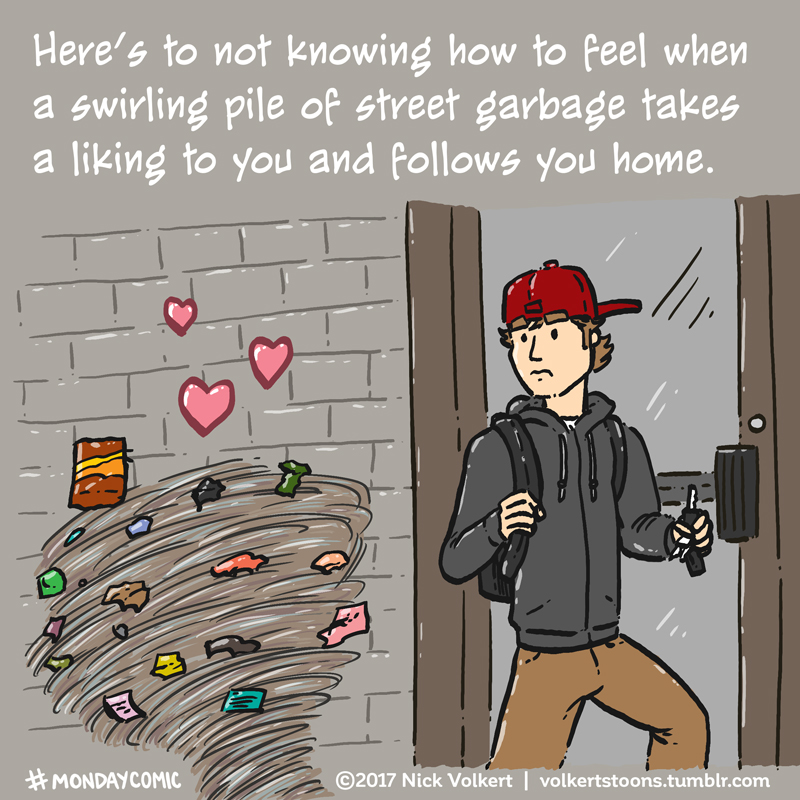 Here's to not knowing how to feel when
a swirling pile of street garbage takes
a liking to you and follows you home.
#MONDAYCOMIC
©2017 Nick Volkert | volkertstoons.tumblr.com